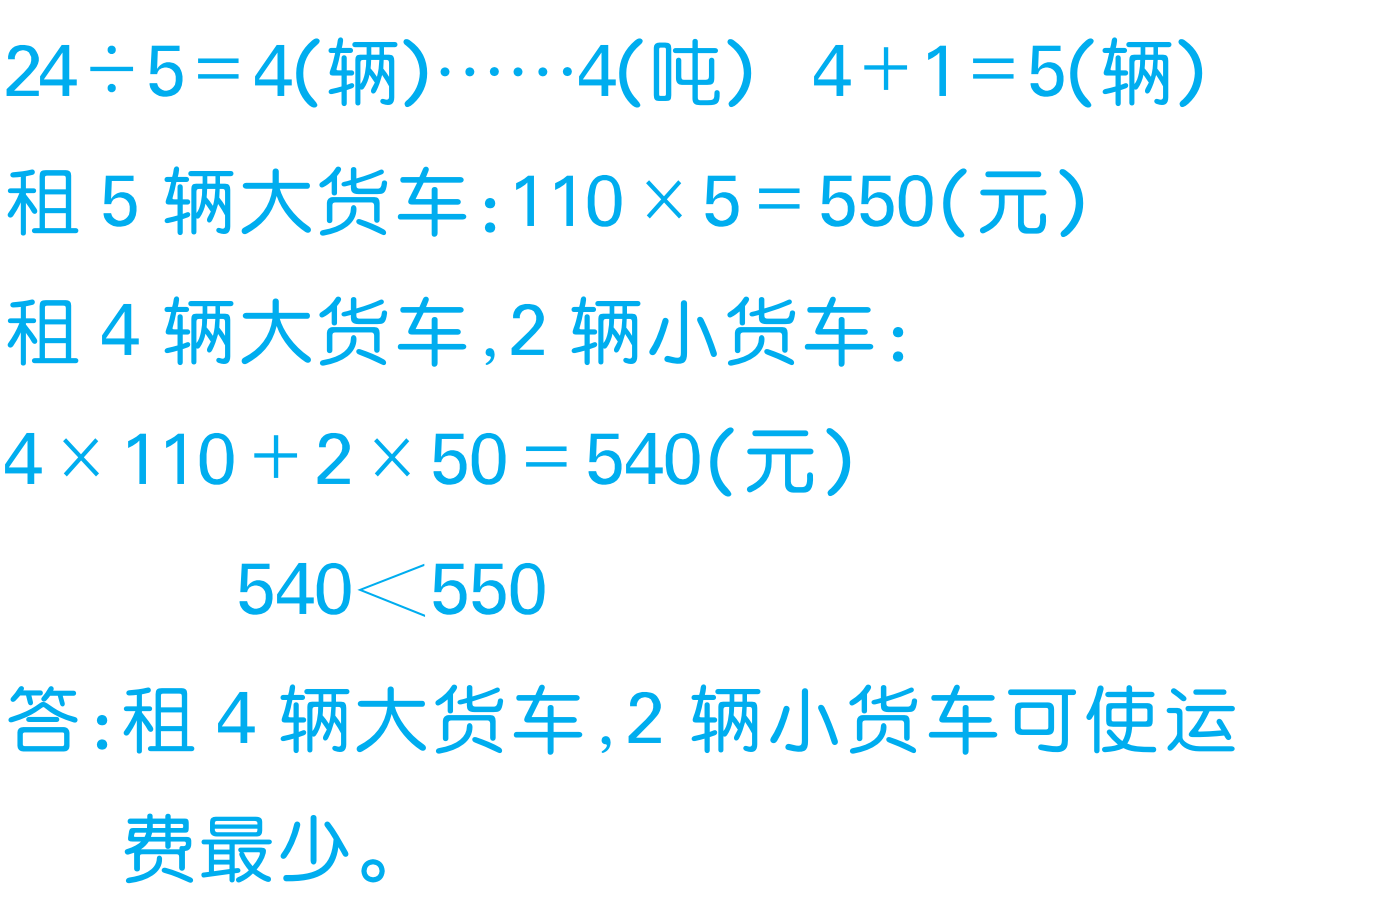 24÷5=4(辆)······4(吨) 4+1=5(辆)
租 5 辆大货车:110×5=550(元)
租 4 辆大货车,2 辆小货车:
4×110+2×50=540(元)
540<550
答:租 4 辆大货车,2 辆小货车可使运
费最少。